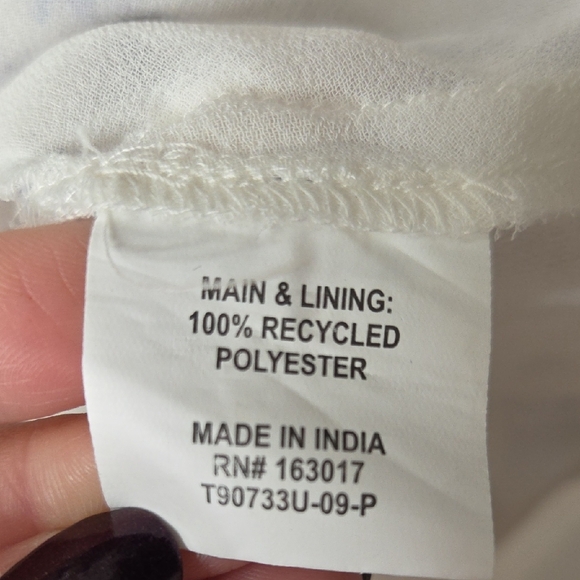 MAIN & LINING:
100% RECYCLED
POLYESTER
MADE IN INDIA
RN# 163017
T90733U-09-P